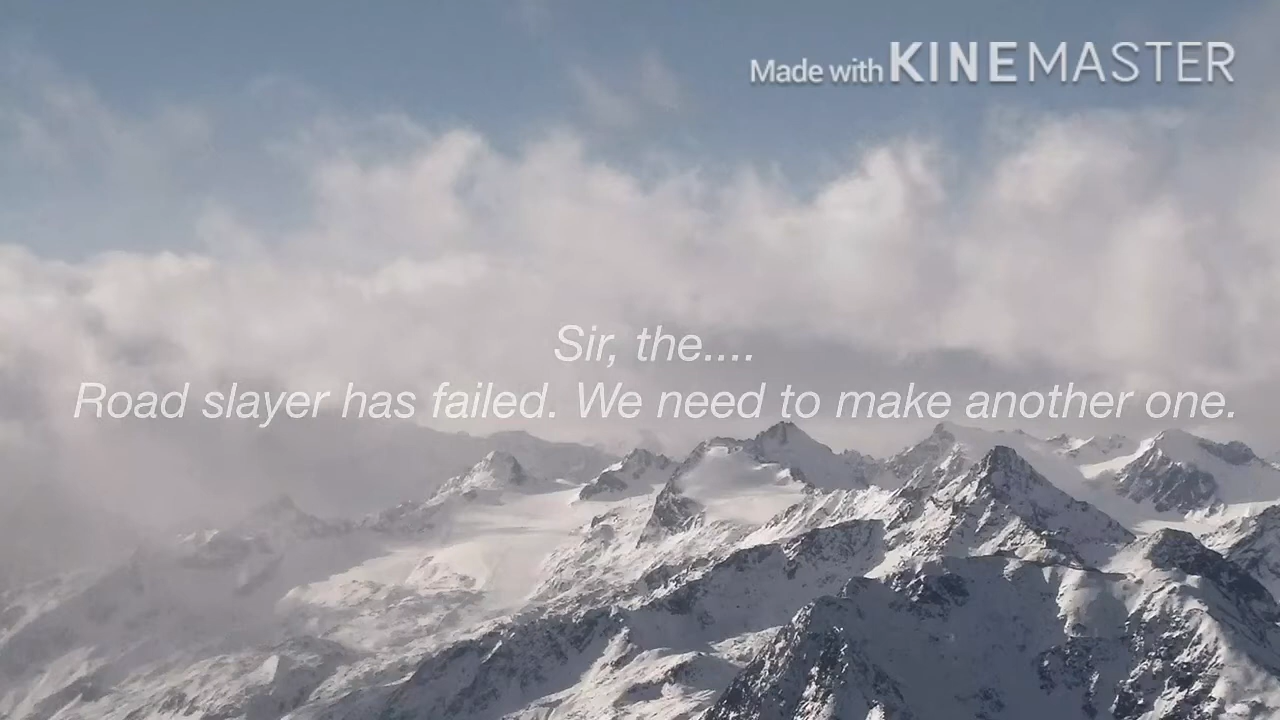 Made with KINEMASTER
Sir, the....
Road slayer has failed. We need to make another one.